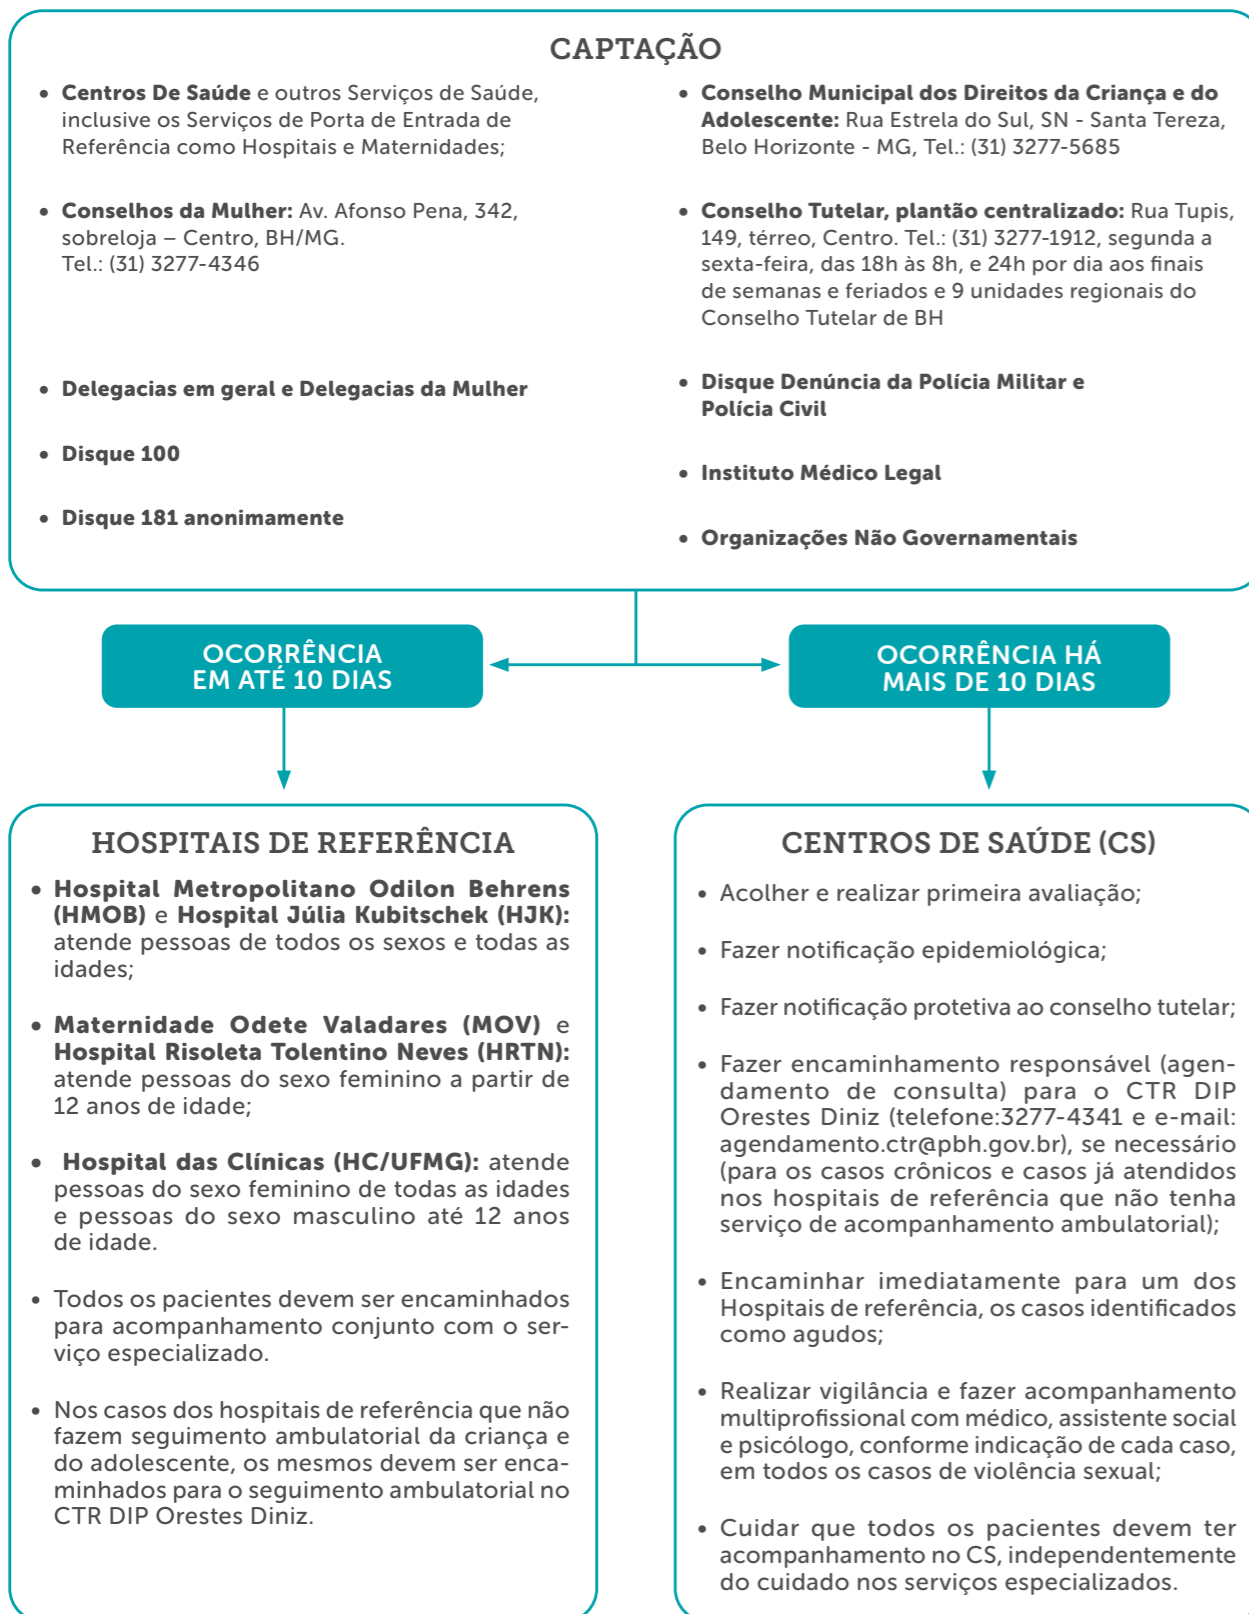 CAPTAÇÃO
• Centros De Saúde e outros Serviços de Saúde,
inclusive os Serviços de Porta de Entrada de
Referência como Hospitais e Maternidades;
• Conselhos da Mulher: Av. Afonso Pena, 342,
sobreloja – Centro, BH/MG.
Tel.: (31) 3277-4346
• Delegacias em geral e Delegacias da Mulher
• Disque 100
• Disque 181 anonimamente
• Conselho Municipal dos Direitos da Criança e do
Adolescente: Rua Estrela do Sul, SN - Santa Tereza,
Belo Horizonte - MG, Tel.: (31) 3277-5685
• Conselho Tutelar, plantão centralizado: Rua Tupis,
149, térreo, Centro. Tel.: (31) 3277-1912, segunda a
sexta-feira, das 18h às 8h, e 24h por dia aos finais
de semanas e feriados e 9 unidades regionais do
Conselho Tutelar de BH
• Disque Denúncia da Polícia Militar e
Polícia Civil
• Instituto Médico Legal
• Organizações Não Governamentais
OCORRÊNCIA
EM ATÉ 10 DIAS
OCORRÊNCIA HÁ
MAIS DE 10 DIAS
HOSPITAIS DE REFERÊNCIA
• Hospital Metropolitano Odilon Behrens
(HMOB) e Hospital Júlia Kubitschek (HJK):
atende pessoas de todos os sexos e todas as
idades;
• Maternidade Odete Valadares (MOV) e
Hospital Risoleta Tolentino Neves (HRTN):
atende pessoas do sexo feminino a partir de
12 anos de idade;
• Hospital das Clínicas (HC/UFMG): atende
pessoas do sexo feminino de todas as idades
e pessoas do sexo masculino até 12 anos
de idade.
• Todos os pacientes devem ser encaminhados
para acompanhamento conjunto com o ser-
viço especializado.
• Nos casos dos hospitais de referência que não
fazem seguimento ambulatorial da criança e
do adolescente, os mesmos devem ser enca-
minhados para o seguimento ambulatorial no
CTR DIP Orestes Diniz.
CENTROS DE SAÚDE (CS)
• Acolher e realizar primeira avaliação;
• Fazer notificação epidemiológica;
• Fazer notificação protetiva ao conselho tutelar;
• Fazer encaminhamento responsável (agen-
damento de consulta) para o CTR DIP
Orestes Diniz (telefone:3277-4341 e e-mail:
agendamento.ctr@pbh.gov.br), se necessário
(para os casos crônicos e casos já atendidos
nos hospitais de referência que não tenha
serviço de acompanhamento ambulatorial);
• Encaminhar imediatamente para um dos
Hospitais de referência, os casos identificados
como agudos;
• Realizar vigilância e fazer acompanhamento
multiprofissional com médico, assistente social
e psicólogo, conforme indicação de cada caso,
em todos os casos de violência sexual;
• Cuidar que todos os pacientes devem ter
acompanhamento no CS, independentemente
do cuidado nos serviços especializados.